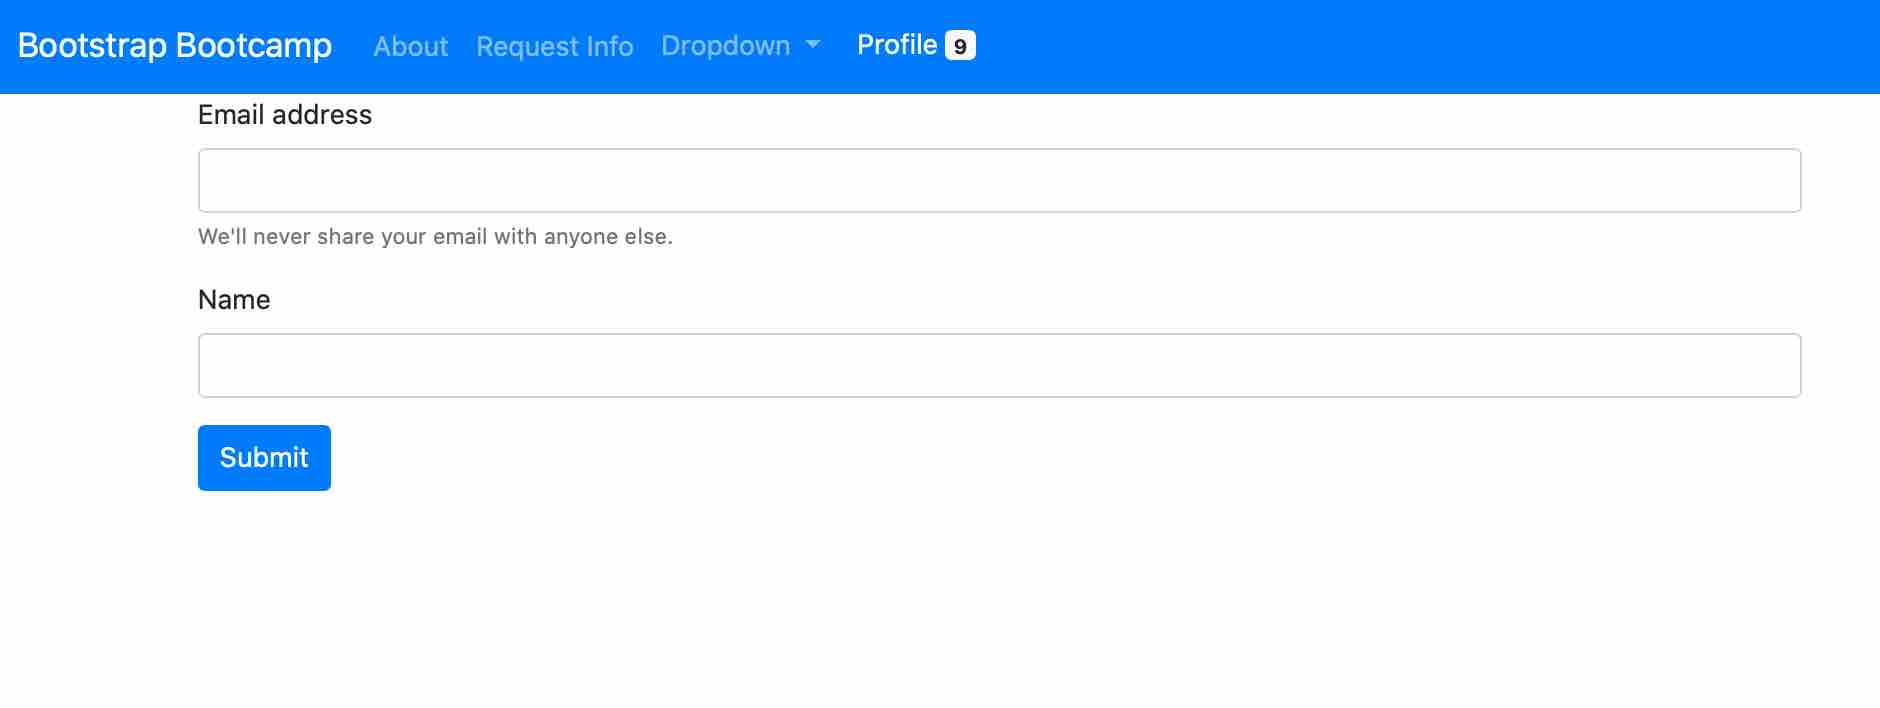 Bootstrap Bootcamp About Request Info Dropdown Profile 9
Email address
We'll never share your email with anyone else.
Name
Submit